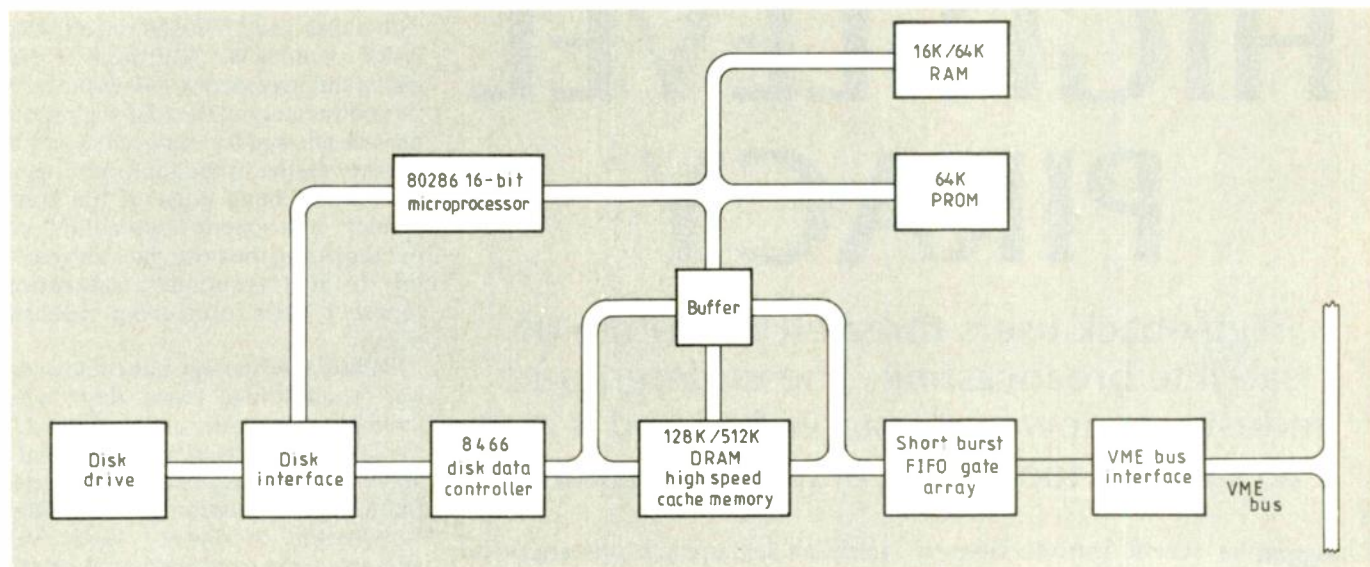 16K/64K
RAM
80286 16-bit
microprocessor
64K
PROM
Buffer
Disk
drive
Disk
interface
8466
disk data
controller
128K/512K
DRAM
high speed
cache memory
Short burst
FIFO gate
array
VME bus
interface
VME
bus